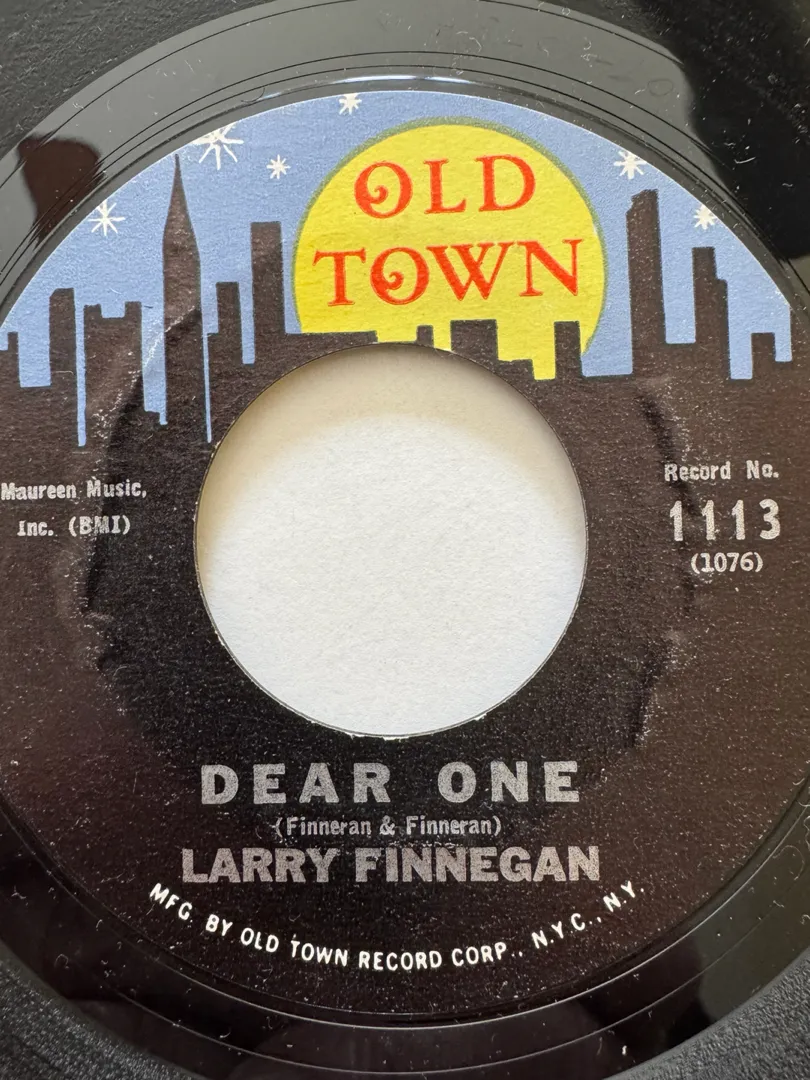 OLD
TOWN
Maureen Music,
Inc. (BMI)
Record No.
1113
(1076)
DEAR ONE
(Finneran & Finneran)
LARRY FINNEGAN
MFG. BY OLD TOWN RECORD CORP., N.Y.C., N.Y.